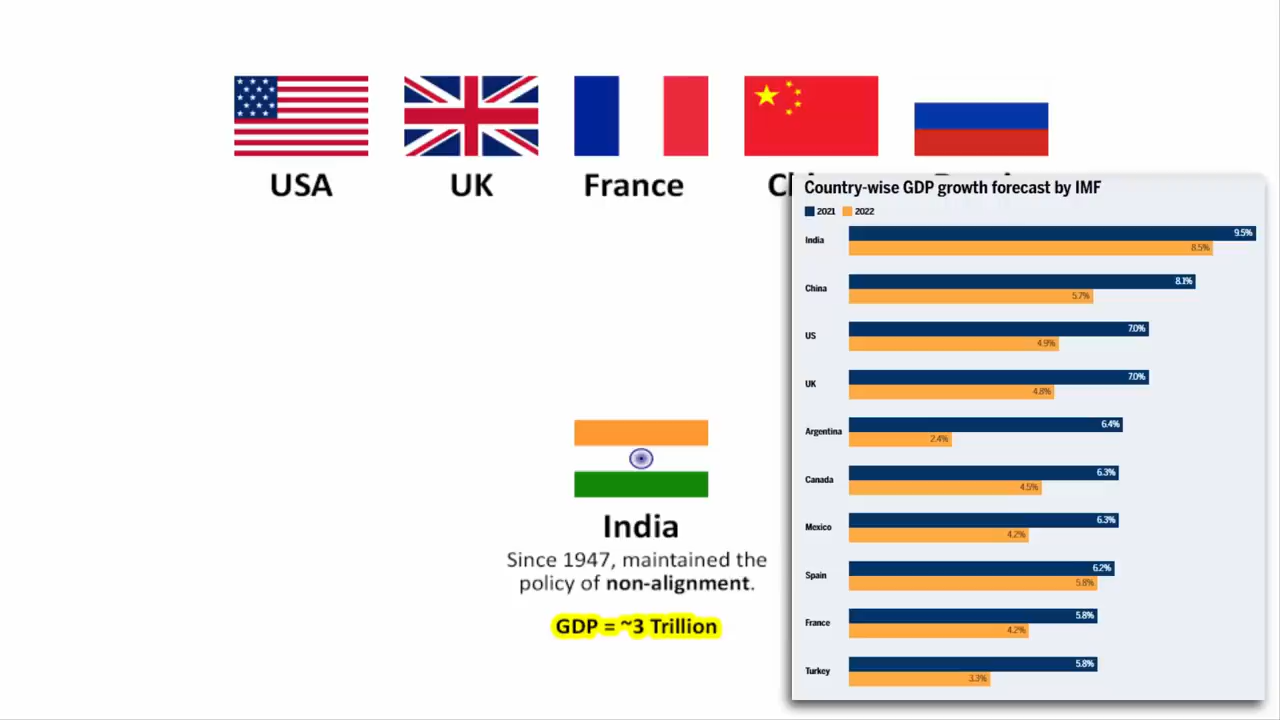 USA
UK
France
Country-wise GDP growth forecast by IMF
2021
2022
India
9.5%
8.5%
China
8.1%
5.7%
US
7.0%
4.9%
UK
7.0%
4.8%
Argentina
6.4%
2.4%
Canada
6.3%
4.5%
Mexico
6.3%
4.2%
Spain
6.2%
5.8%
France
5.8%
4.2%
Turkey
5.8%
3.3%
India
Since 1947, maintained the
policy of non-alignment.
GDP = ~3 Trillion